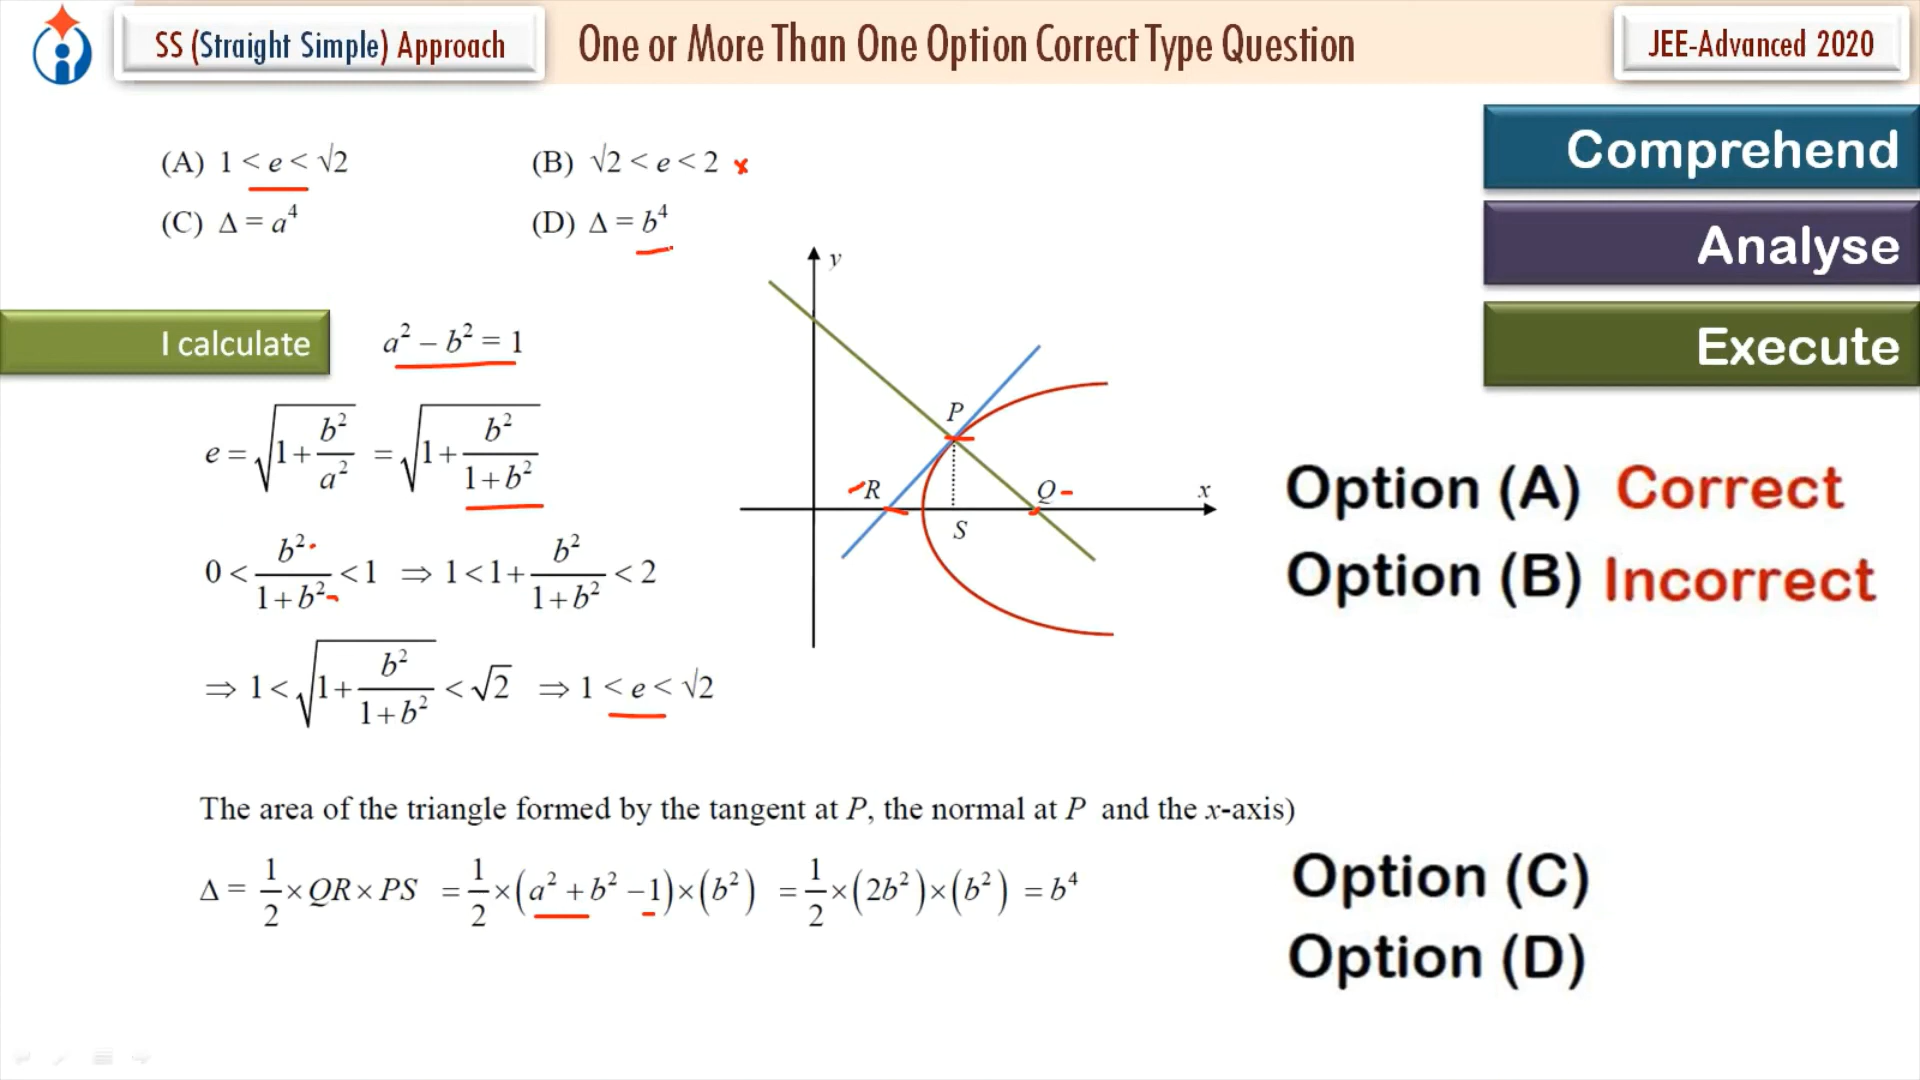 SS (Straight Simple) Approach
One or More Than One Option Correct Type Question
JEE-Advanced 2020
Comprehend
Analyse
Execute
(A) 1 < e < √2
(B) √2 < e < 2 ×
(C) Δ = a⁴
(D) Δ = b⁴
I calculate
a² – b² = 1
e = √(1 + b²/a²) = √(1 + b²/(1+b²))
0 < b²/(1+b²) < 1 ⇒ 1 < 1 + b²/(1+b²) < 2
⇒ 1 < √(1 + b²/(1+b²)) < √2 ⇒ 1 < e < √2
y
P
R
Q
x
S
Option (A) Correct
Option (B) Incorrect
The area of the triangle formed by the tangent at P, the normal at P and the x-axis)
Δ = 1/2 × QR × PS = 1/2 × (a² + b² – 1) × (b²) = 1/2 × (2b²) × (b²) = b⁴
Option (C)
Option (D)